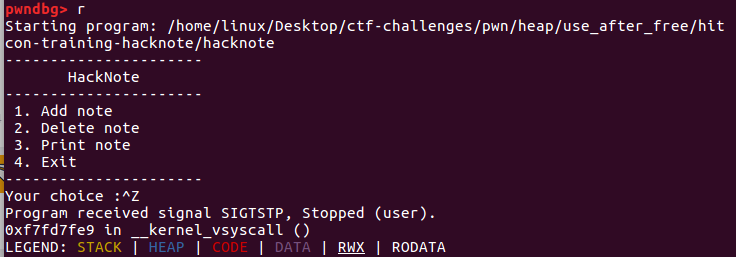 pwndbg> r
Starting program: /home/linux/Desktop/ctf-challenges/pwn/heap/use_after_free/hit
con-training-hacknote/hacknote
----------------------
       HackNote
----------------------
 1. Add note
 2. Delete note
 3. Print note
 4. Exit
----------------------
Your choice :^Z
Program received signal SIGTSTP, Stopped (user).
0xf7fd7fe9 in __kernel_vsyscall ()
LEGEND: STACK | HEAP | CODE | DATA | RWX | RODATA